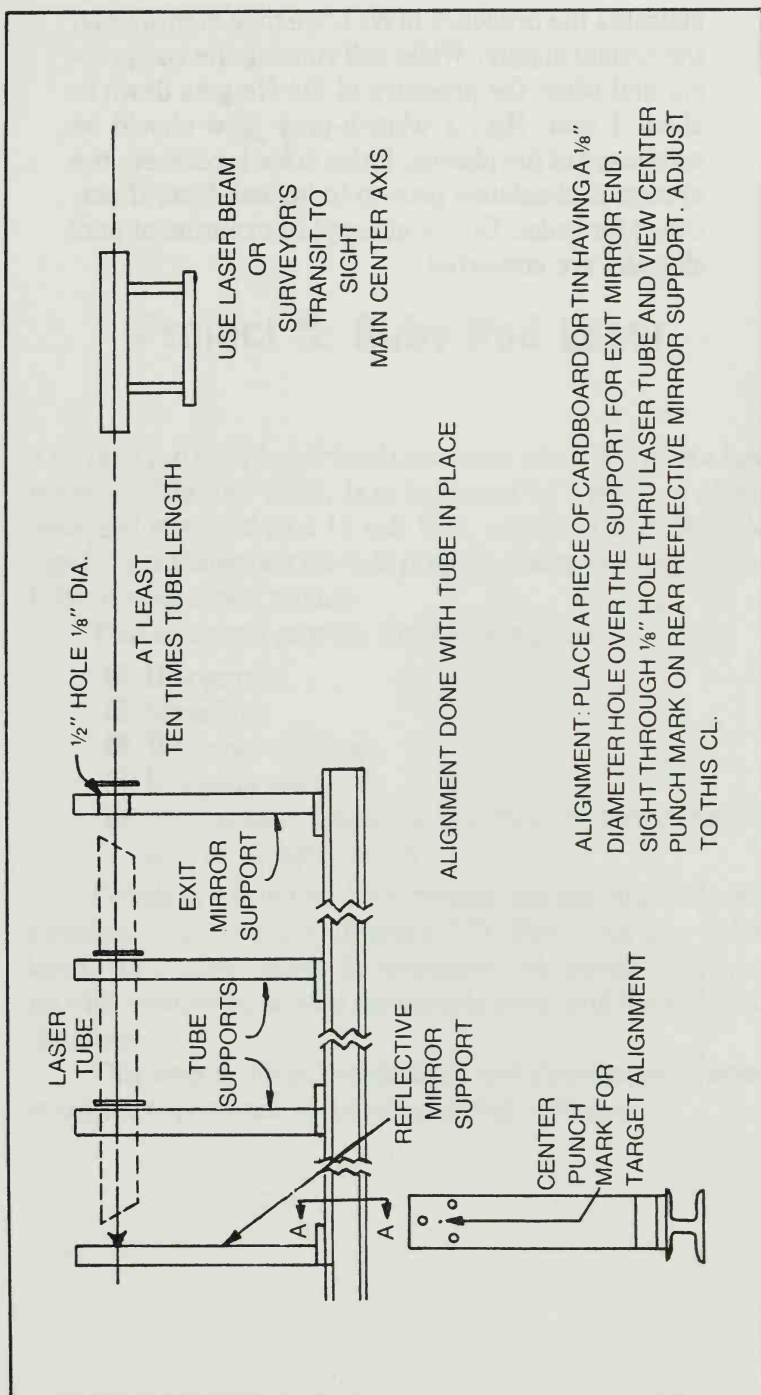 LASER
TUBE
TUBE
SUPPORTS
REFLECTIVE
MIRROR
SUPPORT
EXIT
MIRROR
SUPPORT
½" HOLE ⅛" DIA.
AT LEAST
TEN TIMES TUBE LENGTH
USE LASER BEAM
OR
SURVEYOR'S
TRANSIT TO
SIGHT
MAIN CENTER AXIS
A
A
CENTER
PUNCH
MARK FOR
TARGET ALIGNMENT
ALIGNMENT DONE WITH TUBE IN PLACE
ALIGNMENT: PLACE A PIECE OF CARDBOARD OR TIN HAVING A ⅛"
DIAMETER HOLE OVER THE SUPPORT FOR EXIT MIRROR END.
SIGHT THROUGH ⅛" HOLE THRU LASER TUBE AND VIEW CENTER
PUNCH MARK ON REAR REFLECTIVE MIRROR SUPPORT. ADJUST
TO THIS CL.